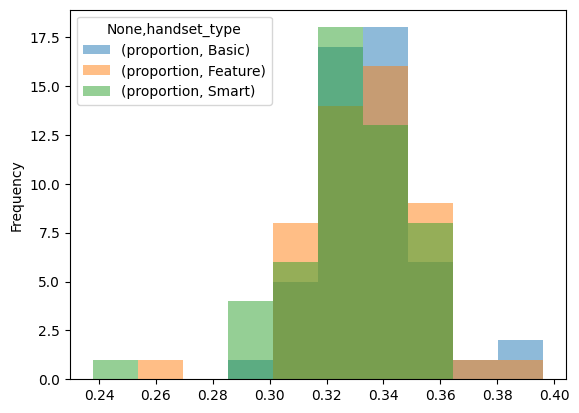 None,handset_type
(proportion, Basic)
(proportion, Feature)
(proportion, Smart)
Frequency
17.5
15.0
12.5
10.0
7.5
5.0
2.5
0.0
0.24 0.26 0.28 0.30 0.32 0.34 0.36 0.38 0.40